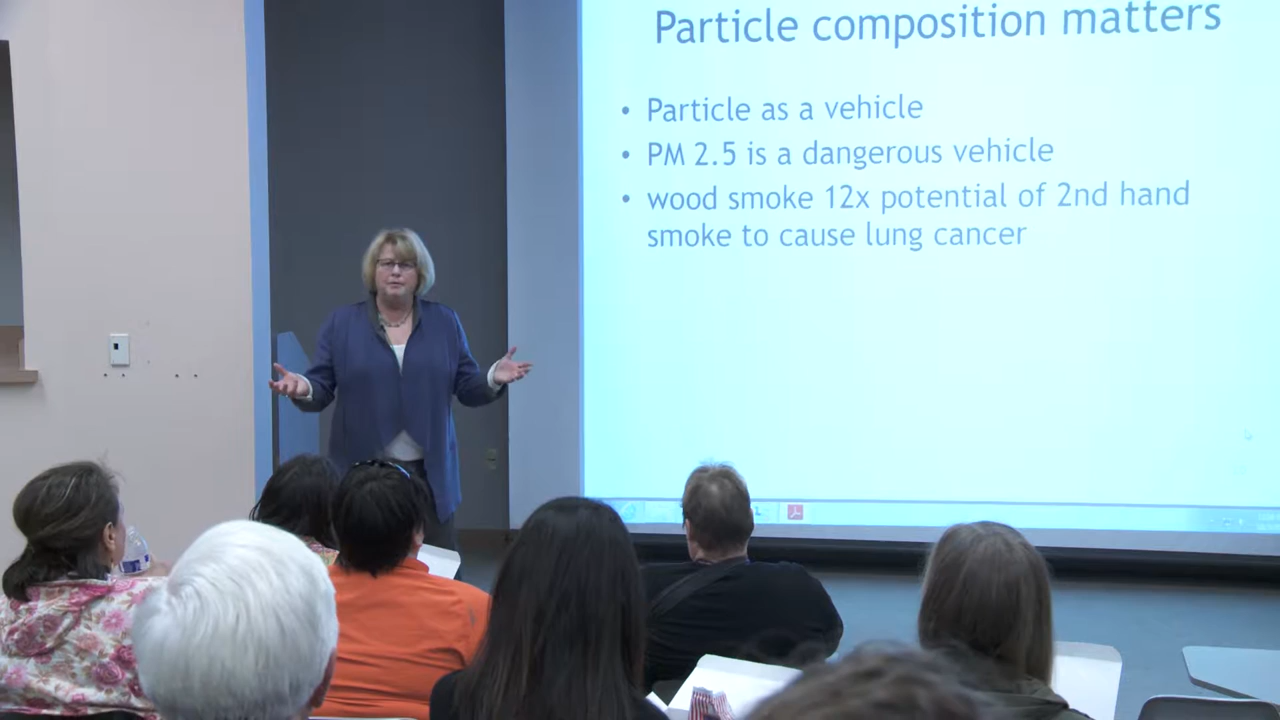 Particle composition matters
• Particle as a vehicle
• PM 2.5 is a dangerous vehicle
• wood smoke 12x potential of 2nd hand
smoke to cause lung cancer